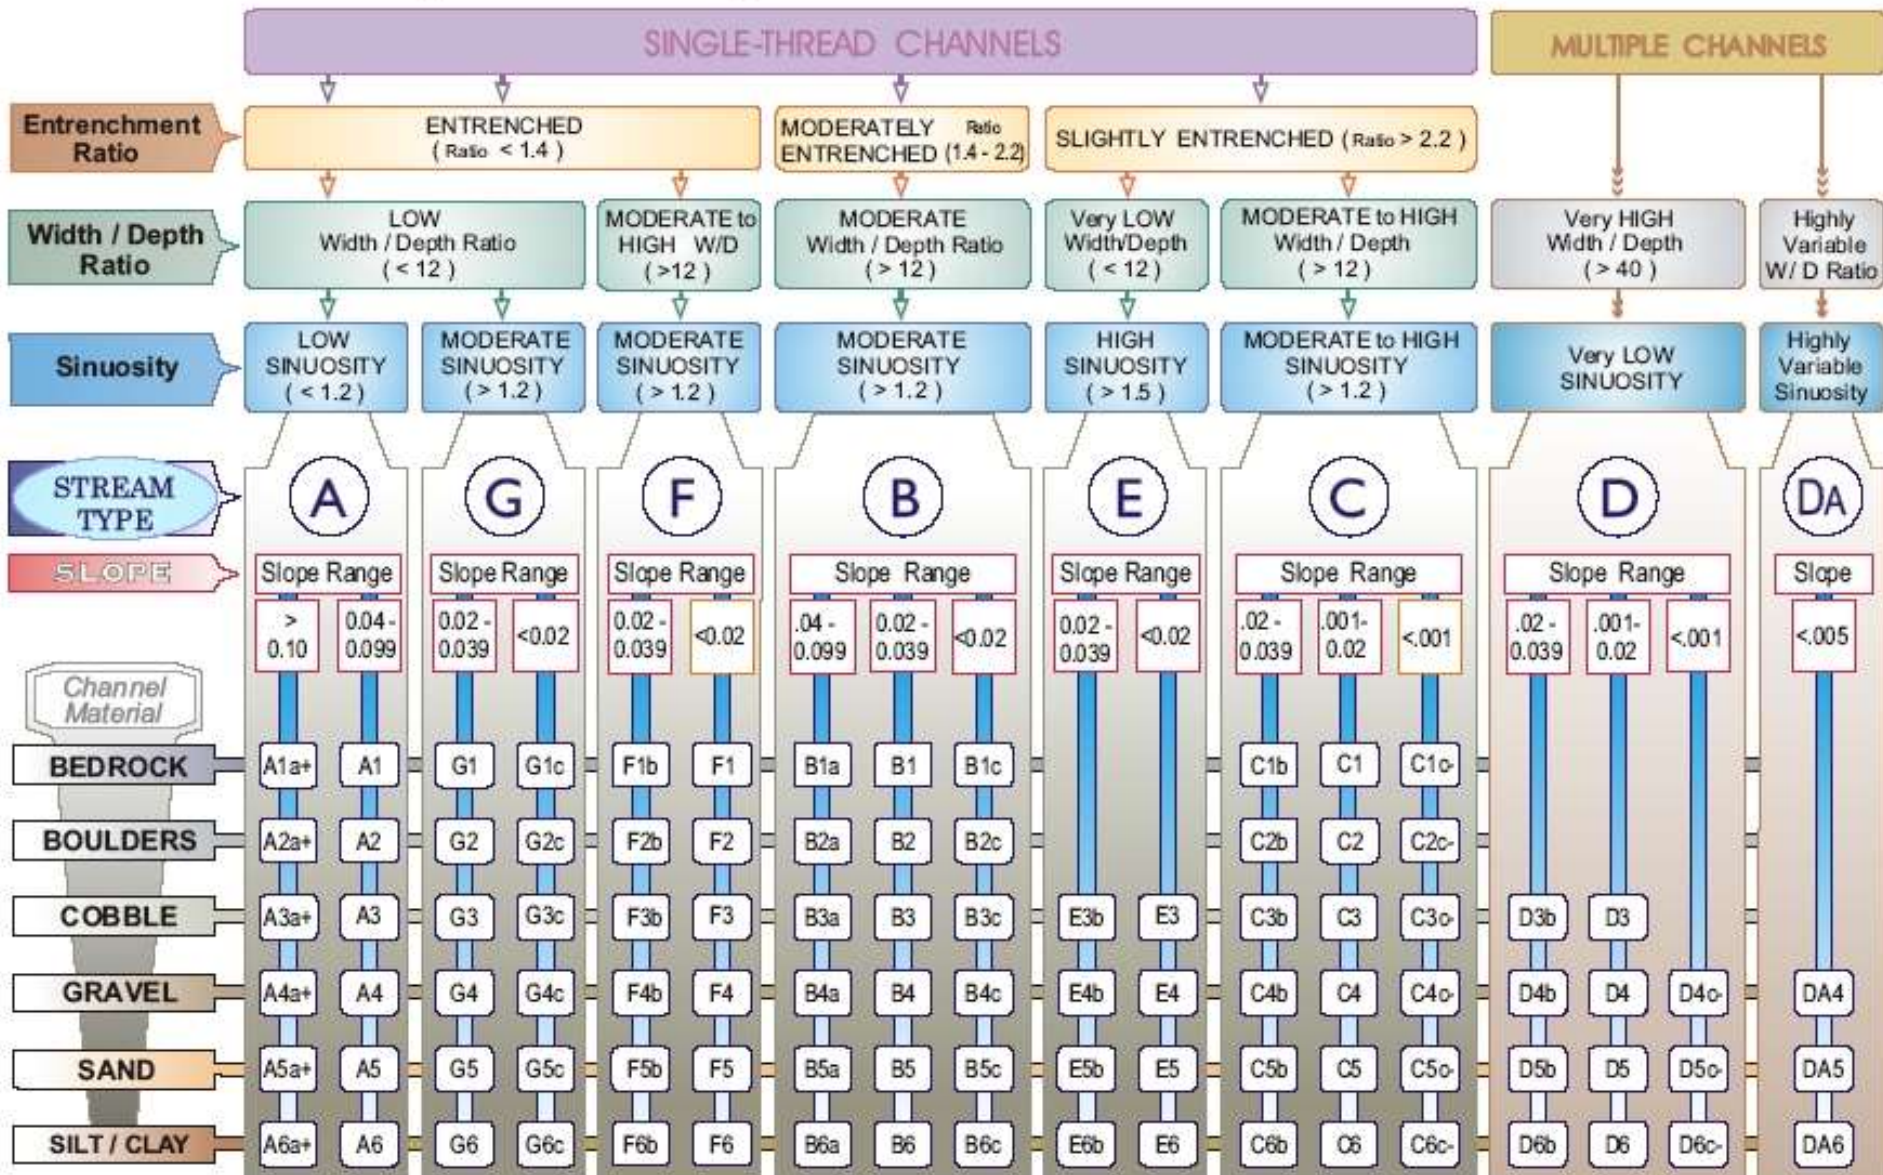 SINGLE-THREAD CHANNELS
MULTIPLE CHANNELS
Entrenchment
Ratio
ENTRENCHED
( Ratio < 1.4 )
MODERATELY Ratio
ENTRENCHED (1.4 - 2.2)
SLIGHTLY ENTRENCHED ( Ratio > 2.2 )
Width / Depth
Ratio
LOW
Width / Depth Ratio
( < 12 )
MODERATE to
HIGH W/D
( >12 )
MODERATE
Width / Depth Ratio
( > 12 )
Very LOW
Width/Depth
( < 12 )
MODERATE to HIGH
Width / Depth
( > 12 )
Very HIGH
Width / Depth
( > 40 )
Highly
Variable
W/ D Ratio
Sinuosity
LOW
SINUOSITY
( < 1.2 )
MODERATE
SINUOSITY
( > 1.2 )
MODERATE
SINUOSITY
( > 1.2 )
MODERATE
SINUOSITY
( > 1.2 )
HIGH
SINUOSITY
( > 1.5 )
MODERATE to HIGH
SINUOSITY
( > 1.2 )
Very LOW
SINUOSITY
Highly
Variable
Sinuosity
STREAM
TYPE
A G F B E C D DA
SLOPE
Slope Range Slope Range Slope Range Slope Range Slope Range Slope Range Slope Range Slope
>
0.10
0.04 -
0.099
0.02 -
0.039
<0.02
0.02 -
0.039
<0.02
.04 -
0.099
0.02 -
0.039
<0.02
0.02 -
0.039
<0.02
.02 -
0.039
.001-
0.02
<.001
.02 -
0.039
.001-
0.02
<.001
<.005
Channel
Material
BEDROCK A1a+ A1 G1 G1c F1b F1 B1a B1 B1c C1b C1 C1c-
BOULDERS A2a+ A2 G2 G2c F2b F2 B2a B2 B2c C2b C2 C2c-
COBBLE A3a+ A3 G3 G3c F3b F3 B3a B3 B3c E3b E3 C3b C3 C3c- D3b D3
GRAVEL A4a+ A4 G4 G4c F4b F4 B4a B4 B4c E4b E4 C4b C4 C4c- D4b D4 D4c- DA4
SAND A5a+ A5 G5 G5c F5b F5 B5a B5 B5c E5b E5 C5b C5 C5c- D5b D5 D5c- DA5
SILT / CLAY A6a+ A6 G6 G6c F6b F6 B6a B6 B6c E6b E6 C6b C6 C6c- D6b D6 D6c- DA6